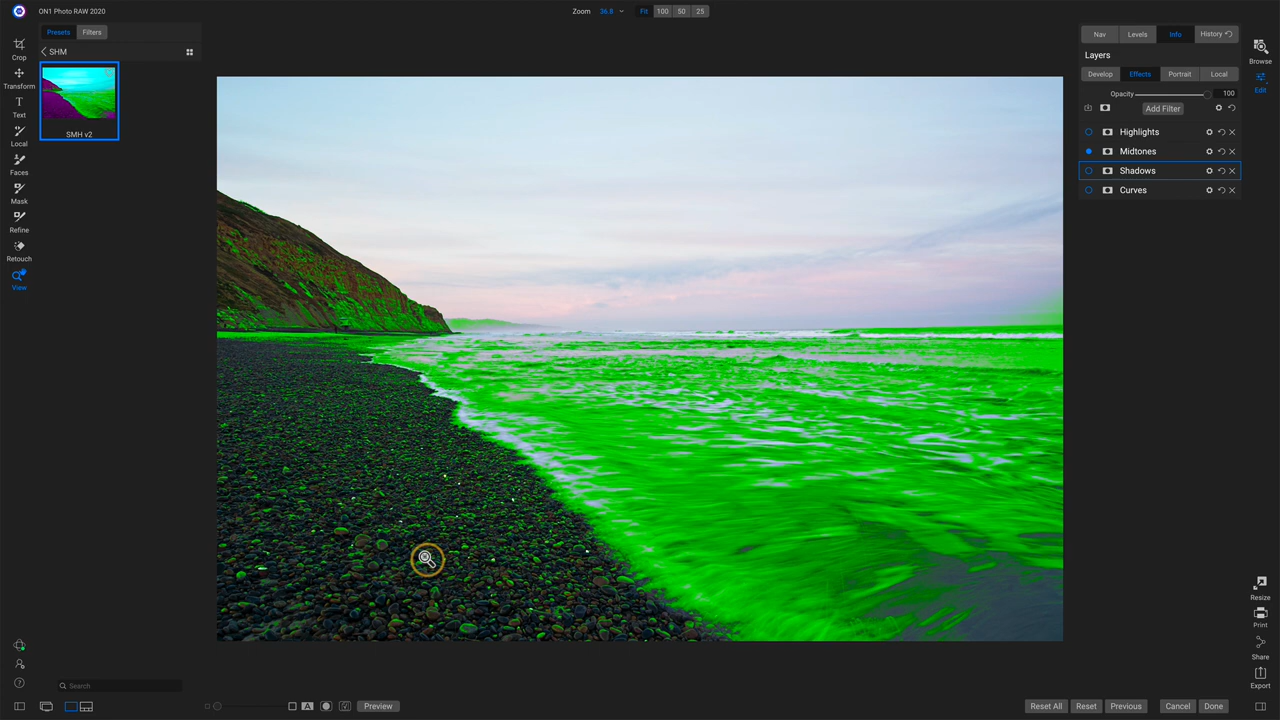 ON1 Photo RAW 2020
Zoom 36.8 Fit 100 50 25
Presets Filters
SHM
SMH v2
Crop
Transform
Text
Local
Faces
Mask
Refine
Retouch
View
Search
Preview
Nav Levels Info History
Layers
Develop Effects Portrait Local
Opacity 100
Add Filter
Highlights
Midtones
Shadows
Curves
Browse
Edit
Resize
Print
Share
Export
Reset All Reset Previous Cancel Done